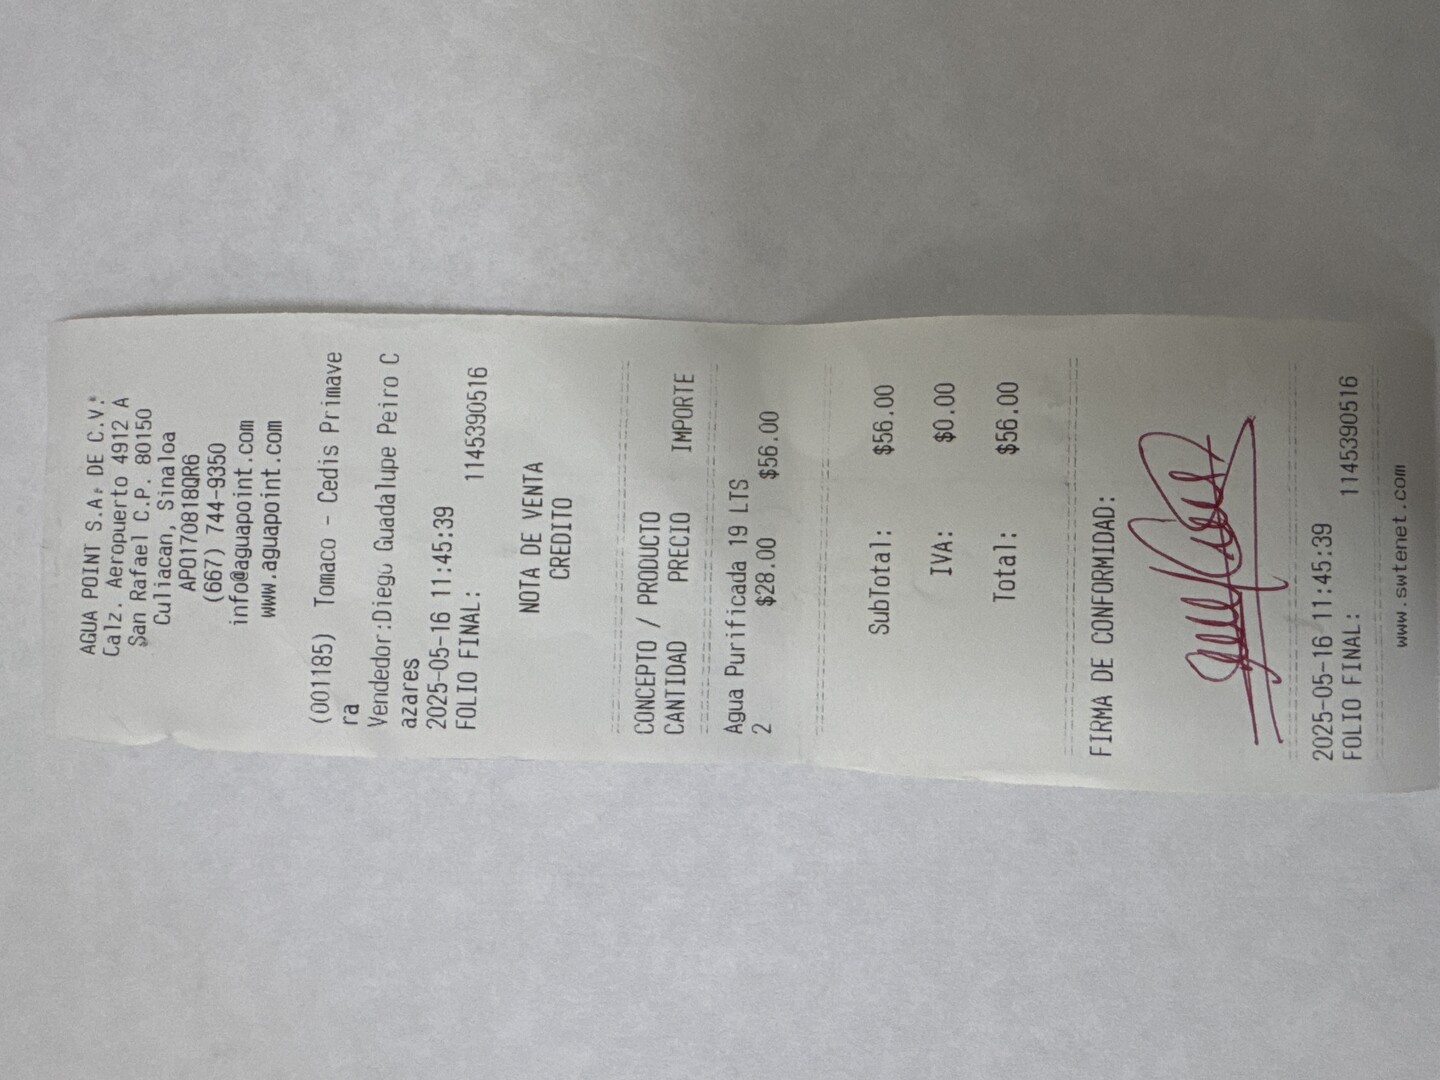 AGUA POINT S.A. DE C.V.
Calz. Aeropuerto 4912 A
San Rafael C.P. 80150
Culiacan, Sinaloa
APO170818QR6
(667) 744-9350
info@aguapoint.com
www.aguapoint.com
(001185) Tomaco - Cedis Primave
ra
Vendedor:Diego Guadalupe Peiro C
azares
2025-05-16 11:45:39
FOLIO FINAL: 1145390516
NOTA DE VENTA
CREDITO
CONCEPTO / PRODUCTO
CANTIDAD PRECIO IMPORTE
Agua Purificada 19 LTS
2 $28.00 $56.00
SubTotal: $56.00
IVA: $0.00
Total: $56.00
FIRMA DE CONFORMIDAD:
2025-05-16 11:45:39
FOLIO FINAL: 1145390516
www.swtenet.com